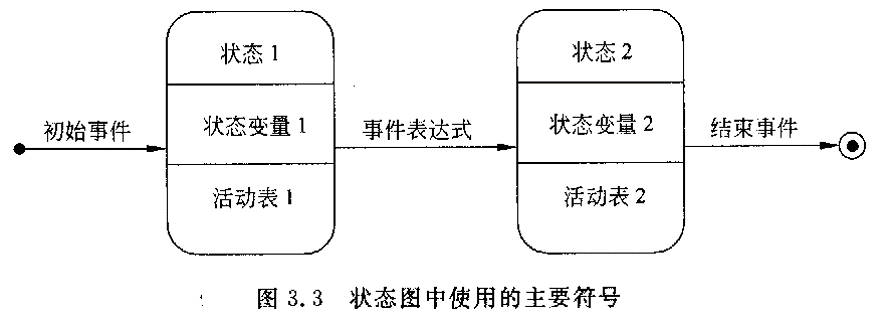 状态1
状态2
初始事件
状态变量1
事件表达式
状态变量2
结束事件
活动表1
活动表2
图 3.3 状态图中使用的主要符号